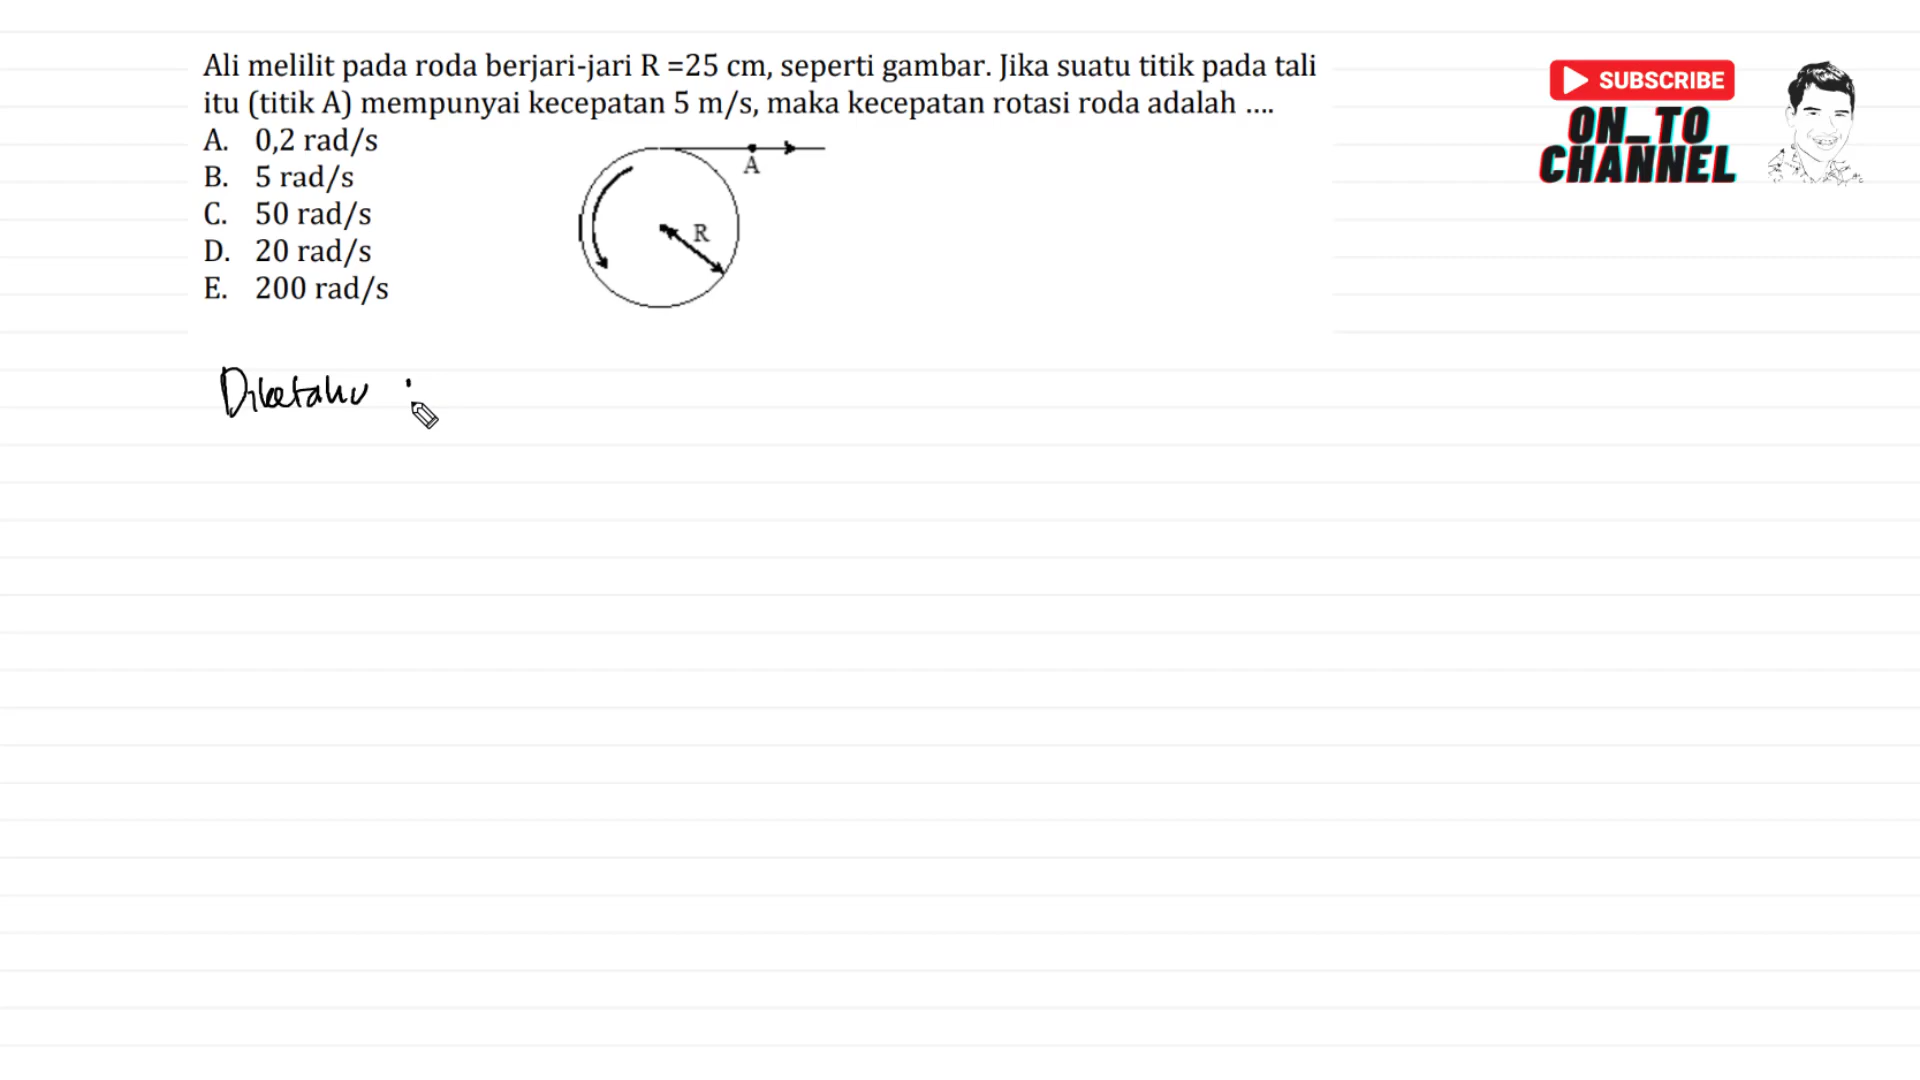 Ali melilit pada roda berjari-jari R =25 cm, seperti gambar. Jika suatu titik pada tali
itu (titik A) mempunyai kecepatan 5 m/s, maka kecepatan rotasi roda adalah ....
A. 0,2 rad/s
B. 5 rad/s
C. 50 rad/s
D. 20 rad/s
E. 200 rad/s
A
R
SUBSCRIBE
ON_TO
CHANNEL
Diketahu :